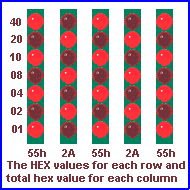 40
20
10
08
04
02
01
55h 2A 55h 2A 55h
The HEX values for each row and
total hex value for each column